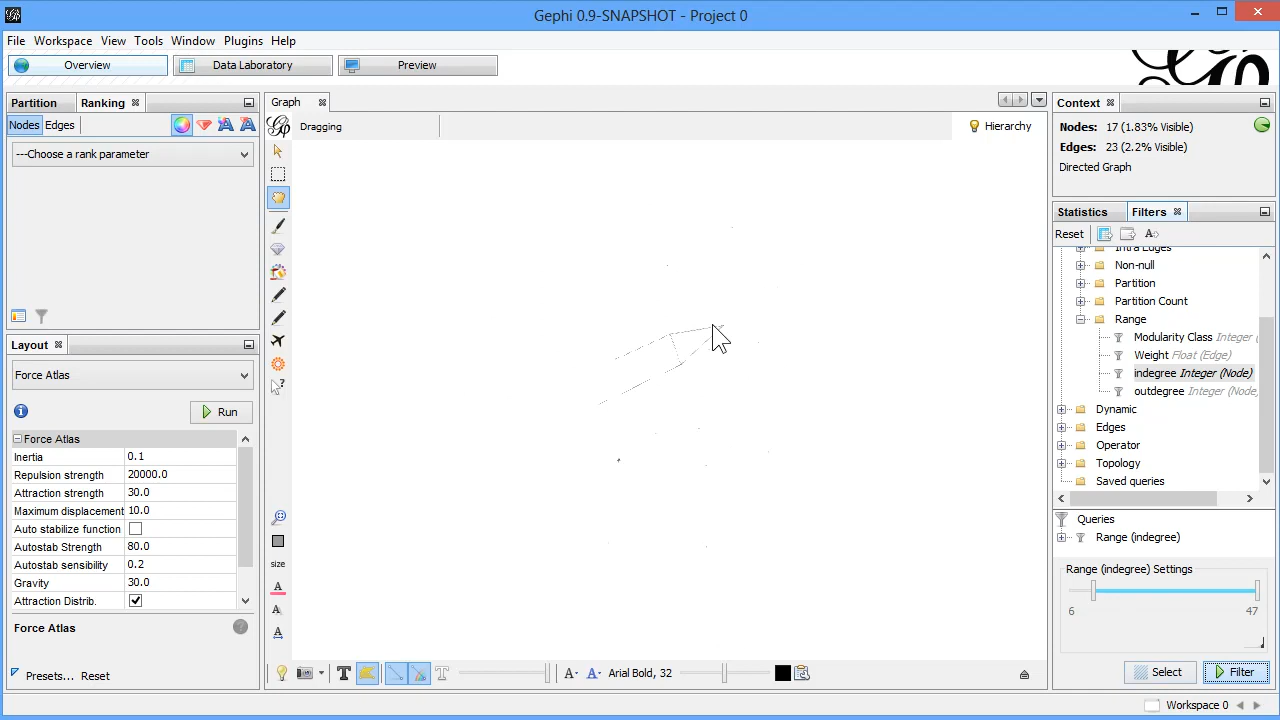 Gephi 0.9-SNAPSHOT - Project 0
File Workspace View Tools Window Plugins Help
Overview Data Laboratory Preview
Partition Ranking
Nodes Edges
---Choose a rank parameter
Layout
Force Atlas
Run
Force Atlas
Inertia 0.1
Repulsion strength 20000.0
Attraction strength 30.0
Maximum displacement 10.0
Auto stabilize function
Autostab Strength 80.0
Autostab sensibility 0.2
Gravity 30.0
Attraction Distrib.
Force Atlas
Presets... Reset
Graph
Dragging
Hierarchy
size
A
A
A
T T A- A- Arial Bold, 32
Context
Nodes: 17 (1.83% Visible)
Edges: 23 (2.2% Visible)
Directed Graph
Statistics Filters
Reset
Intra Edges
Non-null
Partition
Partition Count
Range
Modularity Class Integer (
Weight Float (Edge)
indegree Integer (Node)
outdegree Integer (Node)
Dynamic
Edges
Operator
Topology
Saved queries
Queries
Range (indegree)
Range (indegree) Settings
6 47
Select Filter
Workspace 0